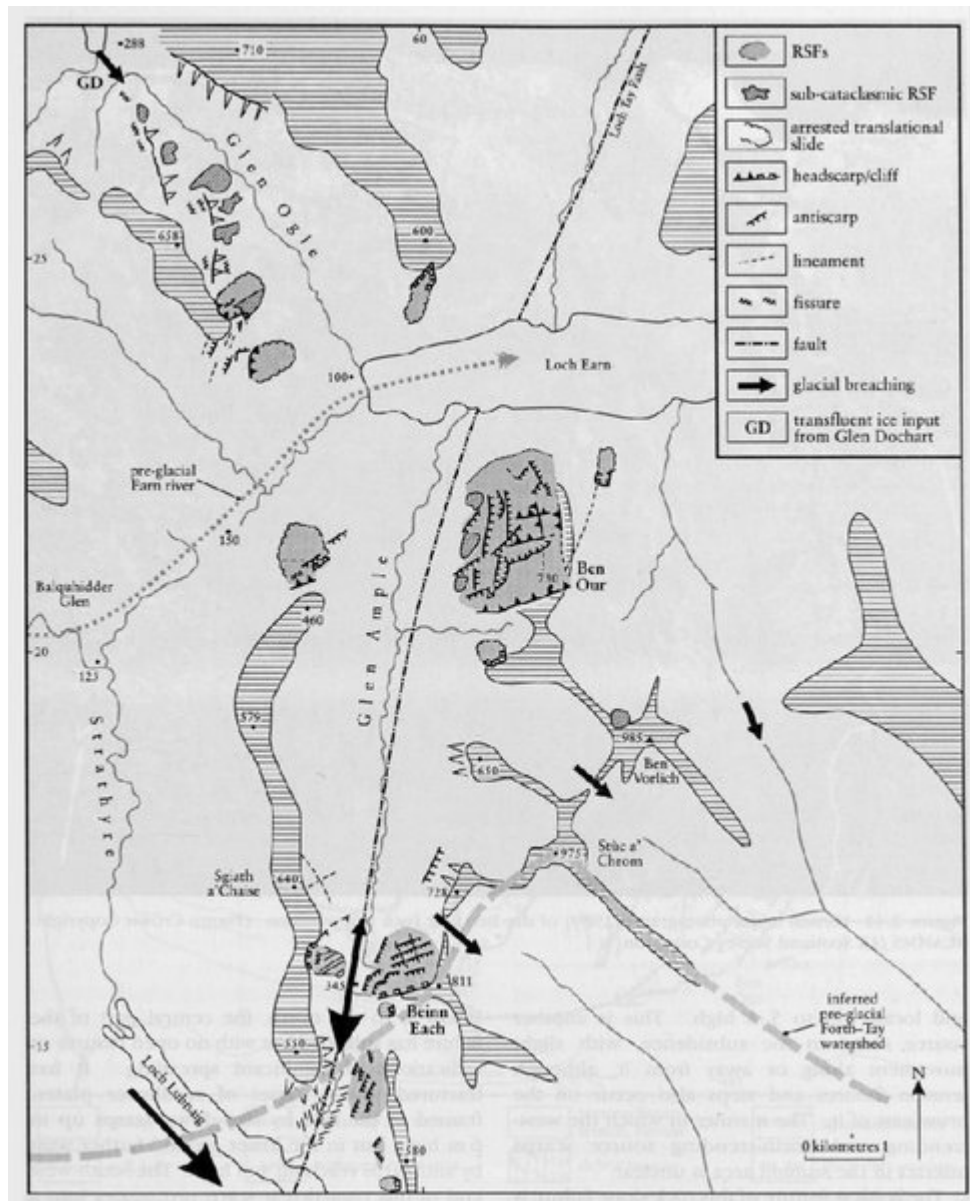 288
710
60
GD
Loch Tay Fault
Glen Ogle
658
600
25
100
Loch Earn
pre-glacial
Earn river
130
Balquhidder
Glen
730
Ben
Our
460
20
123
Strathyre
Glen Ample
579
985
Ben
Vorlich
650
Stùc a'
Chroin
975
Sgiath
a'Chaise
640
728
345
811
Beinn
Each
inferred
pre-glacial
Forth–Tay
watershed
15
530
Loch Lubnaig
580
N
0 kilometres 1
RSFs
sub-cataclasmic RSF
arrested translational
slide
headscarp/cliff
antiscarp
lineament
fissure
fault
glacial breaching
GD
transfluent ice input
from Glen Dochart